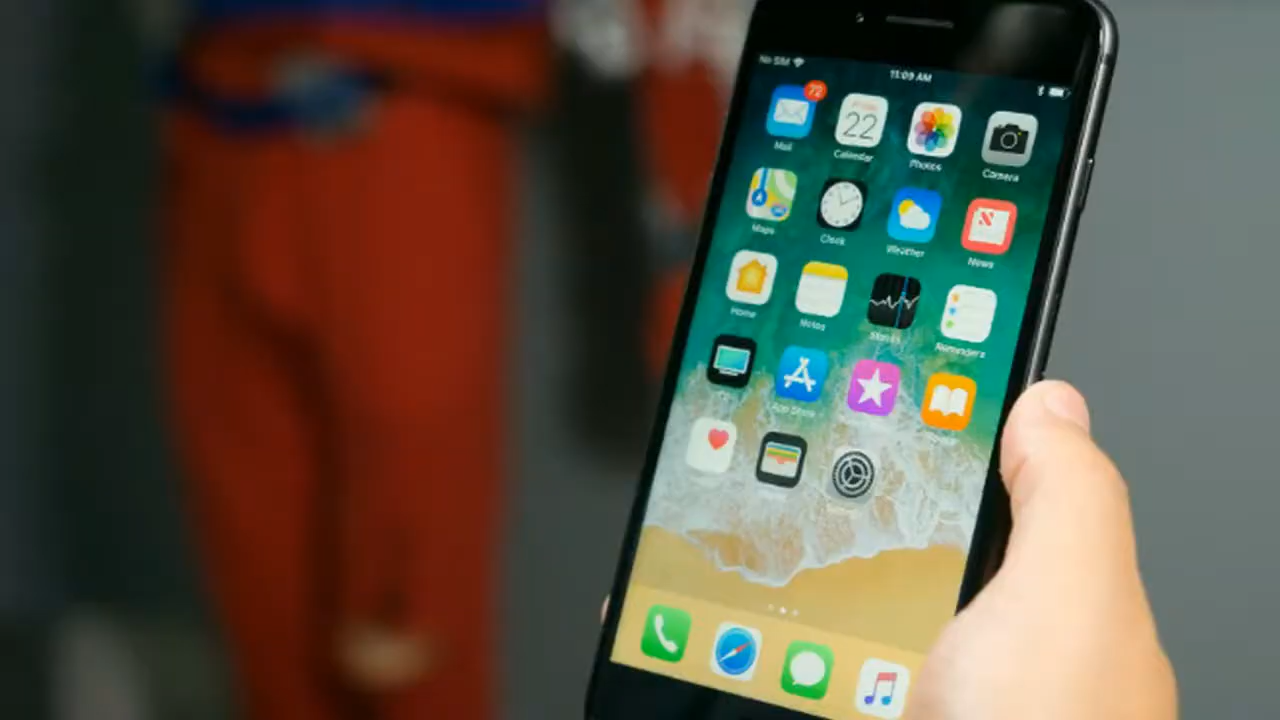 No SIM
11:09 AM
72
Mail
22
Calendar
Photos
Camera
Maps
Clock
Weather
News
Home
Notes
Stocks
Reminders
App Store